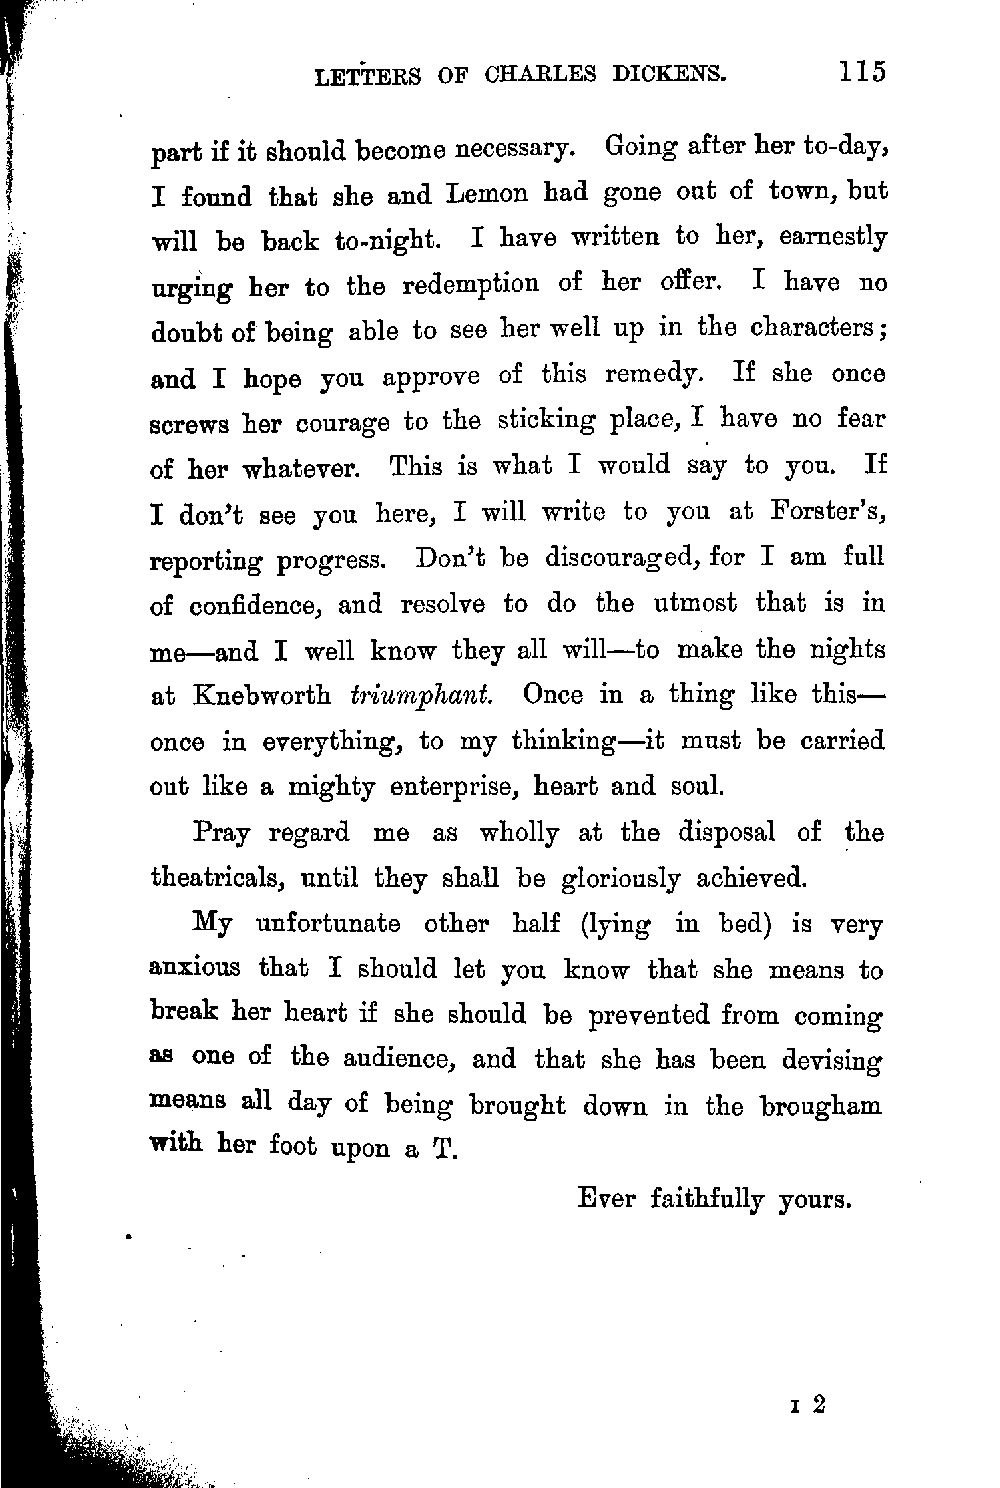 LETTERS OF CHARLES DICKENS. 115
part if it should become necessary. Going after her to-day,
I found that she and Lemon had gone out of town, but
will be back to-night. I have written to her, earnestly
urging her to the redemption of her offer. I have no
doubt of being able to see her well up in the characters;
and I hope you approve of this remedy. If she once
screws her courage to the sticking place, I have no fear
of her whatever. This is what I would say to you. If
I don't see you here, I will write to you at Forster's,
reporting progress. Don't be discouraged, for I am full
of confidence, and resolve to do the utmost that is in
me—and I well know they all will—to make the nights
at Knebworth triumphant. Once in a thing like this—
once in everything, to my thinking—it must be carried
out like a mighty enterprise, heart and soul.
Pray regard me as wholly at the disposal of the
theatricals, until they shall be gloriously achieved.
My unfortunate other half (lying in bed) is very
anxious that I should let you know that she means to
break her heart if she should be prevented from coming
as one of the audience, and that she has been devising
means all day of being brought down in the brougham
with her foot upon a T.
Ever faithfully yours.
I 2